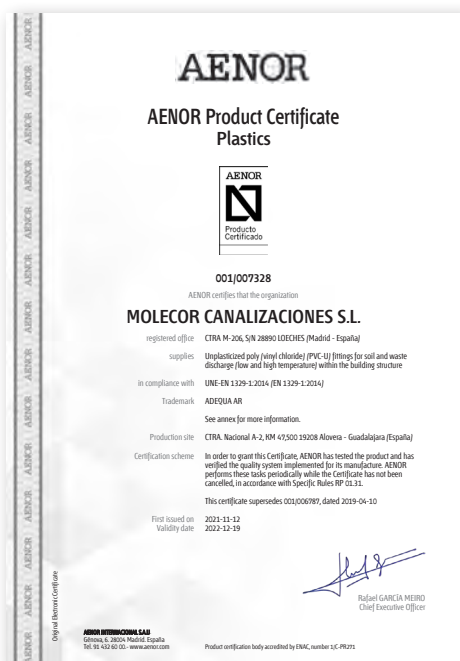 AENOR
AENOR Product Certificate
Plastics
AENOR
Producto
Certificado
001/007328
AENOR certifies that the organization
MOLECOR CANALIZACIONES S.L.
registered office CTRA M-206, S/N 28890 LOECHES (Madrid - España)
supplies Unplasticized poly (vinyl chloride) (PVC-U) fittings for soil and waste
discharge (low and high temperature) within the building structure
in compliance with UNE-EN 1329-1:2014 (EN 1329-1:2014)
Trademark ADEQUA AR
See annex for more information.
Production site CTRA. Nacional A-2, KM 47,500 19208 Alovera - Guadalajara (España)
Certification scheme In order to grant this Certificate, AENOR has tested the product and has
verified the quality system implemented for its manufacture. AENOR
performs these tasks periodically while the Certificate has not been
cancelled, in accordance with Specific Rules RP 01.31.
This certificate supersedes 001/006787, dated 2019-04-10
First issued on 2021-11-12
Validity date 2022-12-19
Rafael GARCÍA MEIRO
Chief Executive Officer
Original Electronic Certificate
AENOR INTERNACIONAL S.A.U.
Génova, 6. 28004 Madrid. España
Tel. 91 432 60 00.- www.aenor.com
Product certification body accredited by ENAC, number 1/C-PR271